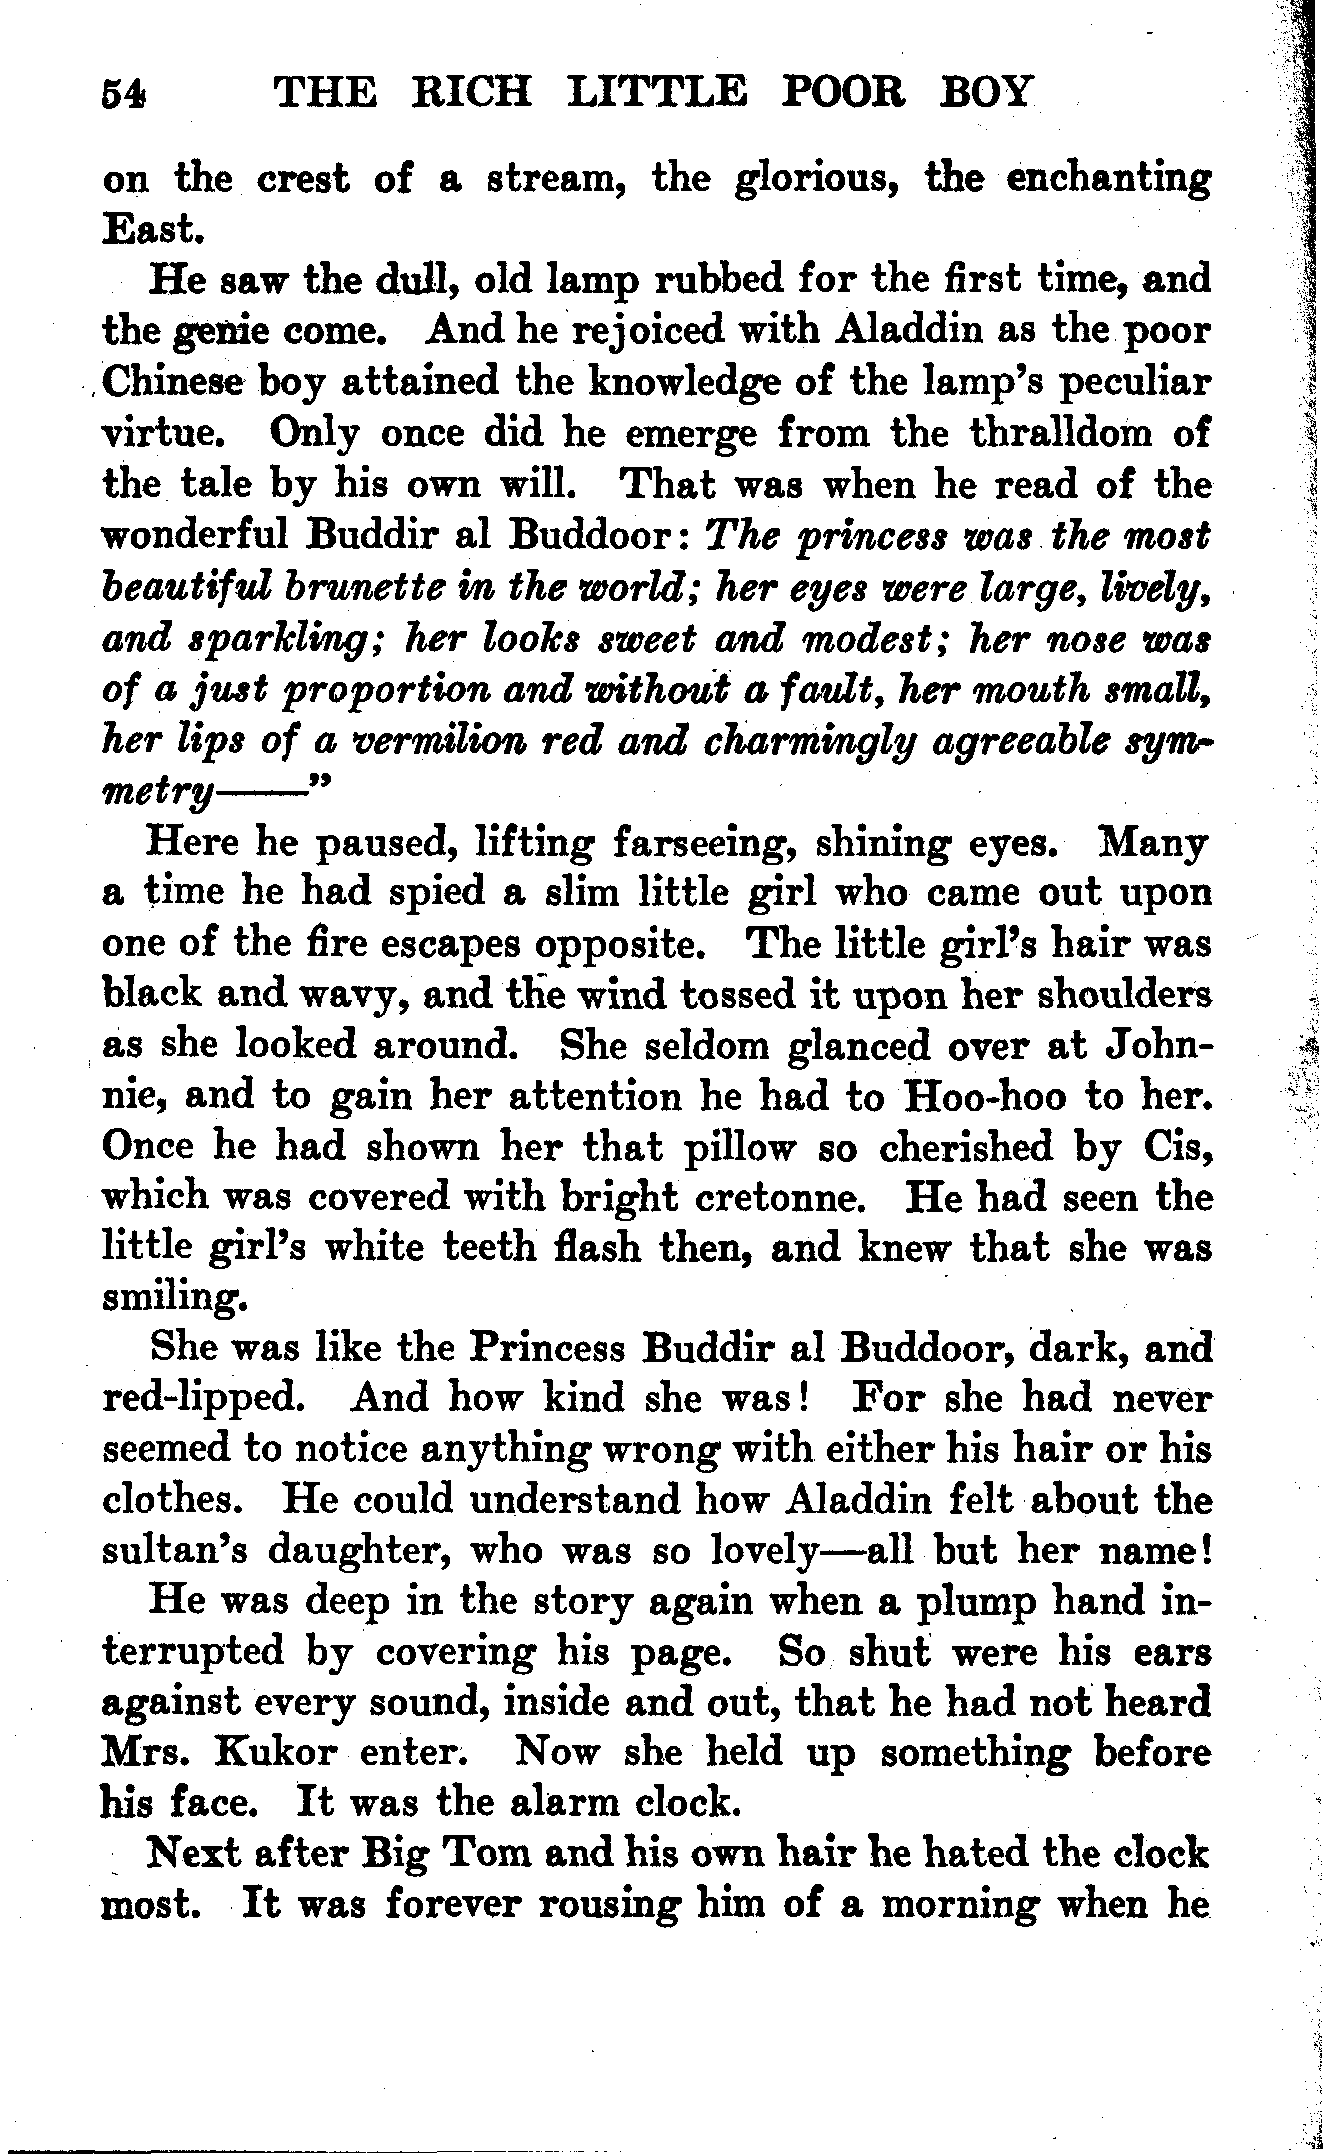 54 THE RICH LITTLE POOR BOY
on the crest of a stream, the glorious, the enchanting
East.
He saw the dull, old lamp rubbed for the first time, and
the genie come. And he rejoiced with Aladdin as the poor
Chinese boy attained the knowledge of the lamp's peculiar
virtue. Only once did he emerge from the thralldom of
the tale by his own will. That was when he read of the
wonderful Buddir al Buddoor: The princess was the most
beautiful brunette in the world; her eyes were large, lively,
and sparkling; her looks sweet and modest; her nose was
of a just proportion and without a fault, her mouth small,
her lips of a vermilion red and charmingly agreeable sym-
metry——"
Here he paused, lifting farseeing, shining eyes. Many
a time he had spied a slim little girl who came out upon
one of the fire escapes opposite. The little girl's hair was
black and wavy, and the wind tossed it upon her shoulders
as she looked around. She seldom glanced over at John-
nie, and to gain her attention he had to Hoo-hoo to her.
Once he had shown her that pillow so cherished by Cis,
which was covered with bright cretonne. He had seen the
little girl's white teeth flash then, and knew that she was
smiling.
She was like the Princess Buddir al Buddoor, dark, and
red-lipped. And how kind she was! For she had never
seemed to notice anything wrong with either his hair or his
clothes. He could understand how Aladdin felt about the
sultan's daughter, who was so lovely—all but her name!
He was deep in the story again when a plump hand in-
terrupted by covering his page. So shut were his ears
against every sound, inside and out, that he had not heard
Mrs. Kukor enter. Now she held up something before
his face. It was the alarm clock.
Next after Big Tom and his own hair he hated the clock
most. It was forever rousing him of a morning when he